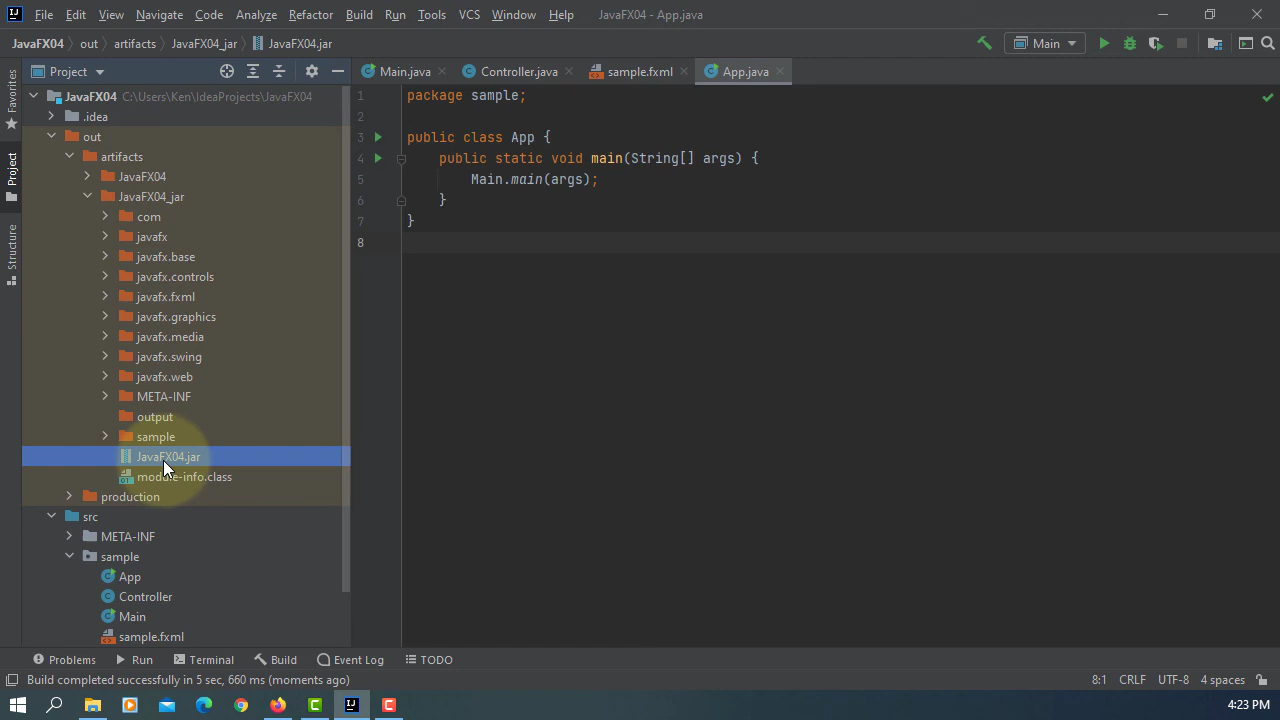 File Edit View Navigate Code Analyze Refactor Build Run Tools VCS Window Help JavaFX04 - App.java
JavaFX04 out artifacts JavaFX04_jar JavaFX04.jar Main
Project Main.java Controller.java sample.fxml App.java
Favorites
Project
Structure
JavaFX04 C:\Users\Ken\IdeaProjects\JavaFX04
.idea
out
artifacts
JavaFX04
JavaFX04_jar
com
javafx
javafx.base
javafx.controls
javafx.fxml
javafx.graphics
javafx.media
javafx.swing
javafx.web
META-INF
output
sample
JavaFX04.jar
module-info.class
production
src
META-INF
sample
App
Controller
Main
sample.fxml
1 package sample;
2
3 public class App {
4 public static void main(String[] args) {
5 Main.main(args);
6 }
7 }
8
Problems Run Terminal Build Event Log TODO
Build completed successfully in 5 sec, 660 ms (moments ago) 8:1 CRLF UTF-8 4 spaces
4:23 PM